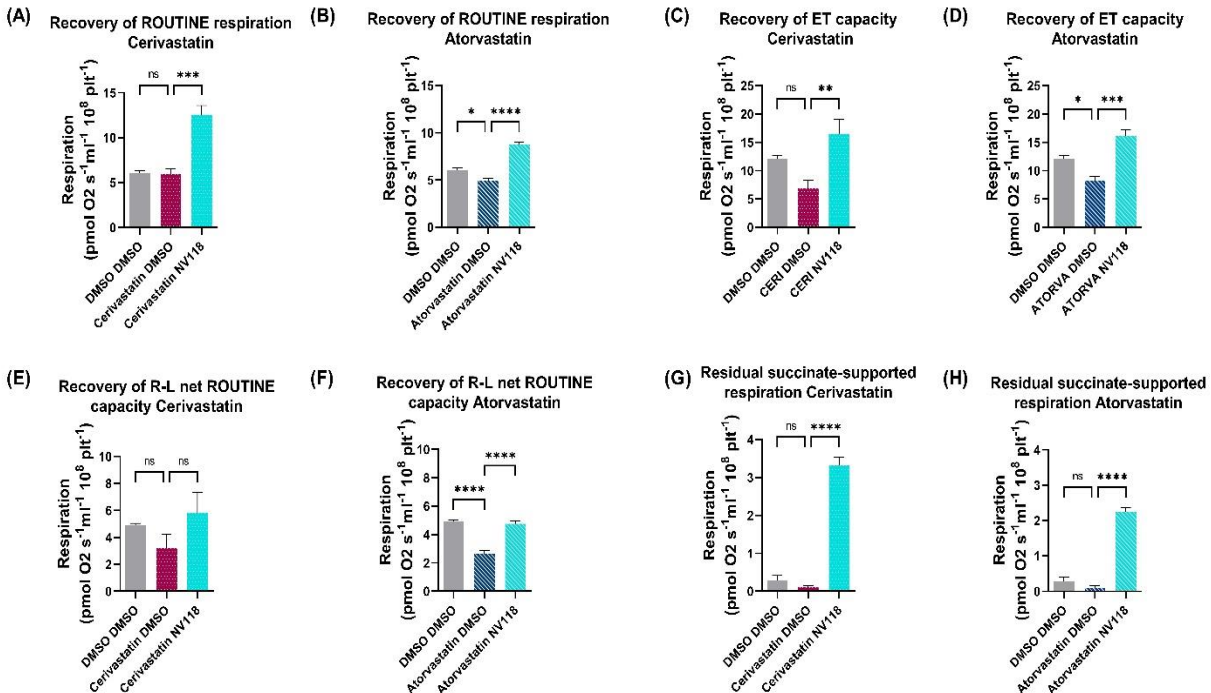 (A)
Recovery of ROUTINE respiration
Cerivastatin
Respiration
(pmol O2 s⁻¹ml⁻¹ 10⁸ plt⁻¹)
15
10
5
0
ns
***
DMSO DMSO
Cerivastatin DMSO
Cerivastatin NV118
(B)
Recovery of ROUTINE respiration
Atorvastatin
Respiration
(pmol O2 s⁻¹ml⁻¹ 10⁸ plt⁻¹)
15
10
5
0
*
****
DMSO DMSO
Atorvastatin DMSO
Atorvastatin NV118
(C)
Recovery of ET capacity
Cerivastatin
Respiration
(pmol O2 s⁻¹ml⁻¹ 10⁸ plt⁻¹)
25
20
15
10
5
0
ns
**
DMSO DMSO
CERI DMSO
CERI NV118
(D)
Recovery of ET capacity
Atorvastatin
Respiration
(pmol O2 s⁻¹ml⁻¹ 10⁸ plt⁻¹)
25
20
15
10
5
0
*
***
DMSO DMSO
ATORVA DMSO
ATORVA NV118
(E)
Recovery of R-L net ROUTINE
capacity Cerivastatin
Respiration
(pmol O2 s⁻¹ml⁻¹ 10⁸ plt⁻¹)
10
8
6
4
2
0
ns
ns
DMSO DMSO
Cerivastatin DMSO
Cerivastatin NV118
(F)
Recovery of R-L net ROUTINE
capacity Atorvastatin
Respiration
(pmol O2 s⁻¹ml⁻¹ 10⁸ plt⁻¹)
10
8
6
4
2
0
****
****
DMSO DMSO
Atorvastatin DMSO
Atorvastatin NV118
(G)
Residual succinate-supported
respiration Cerivastatin
Respiration
(pmol O2 s⁻¹ml⁻¹ 10⁸ plt⁻¹)
4
3
2
1
0
ns
****
DMSO DMSO
Cerivastatin DMSO
Cerivastatin NV118
(H)
Residual succinate-supported
respiration Atorvastatin
Respiration
(pmol O2 s⁻¹ml⁻¹ 10⁸ plt⁻¹)
4
3
2
1
0
ns
****
DMSO DMSO
Atorvastatin DMSO
Atorvastatin NV118